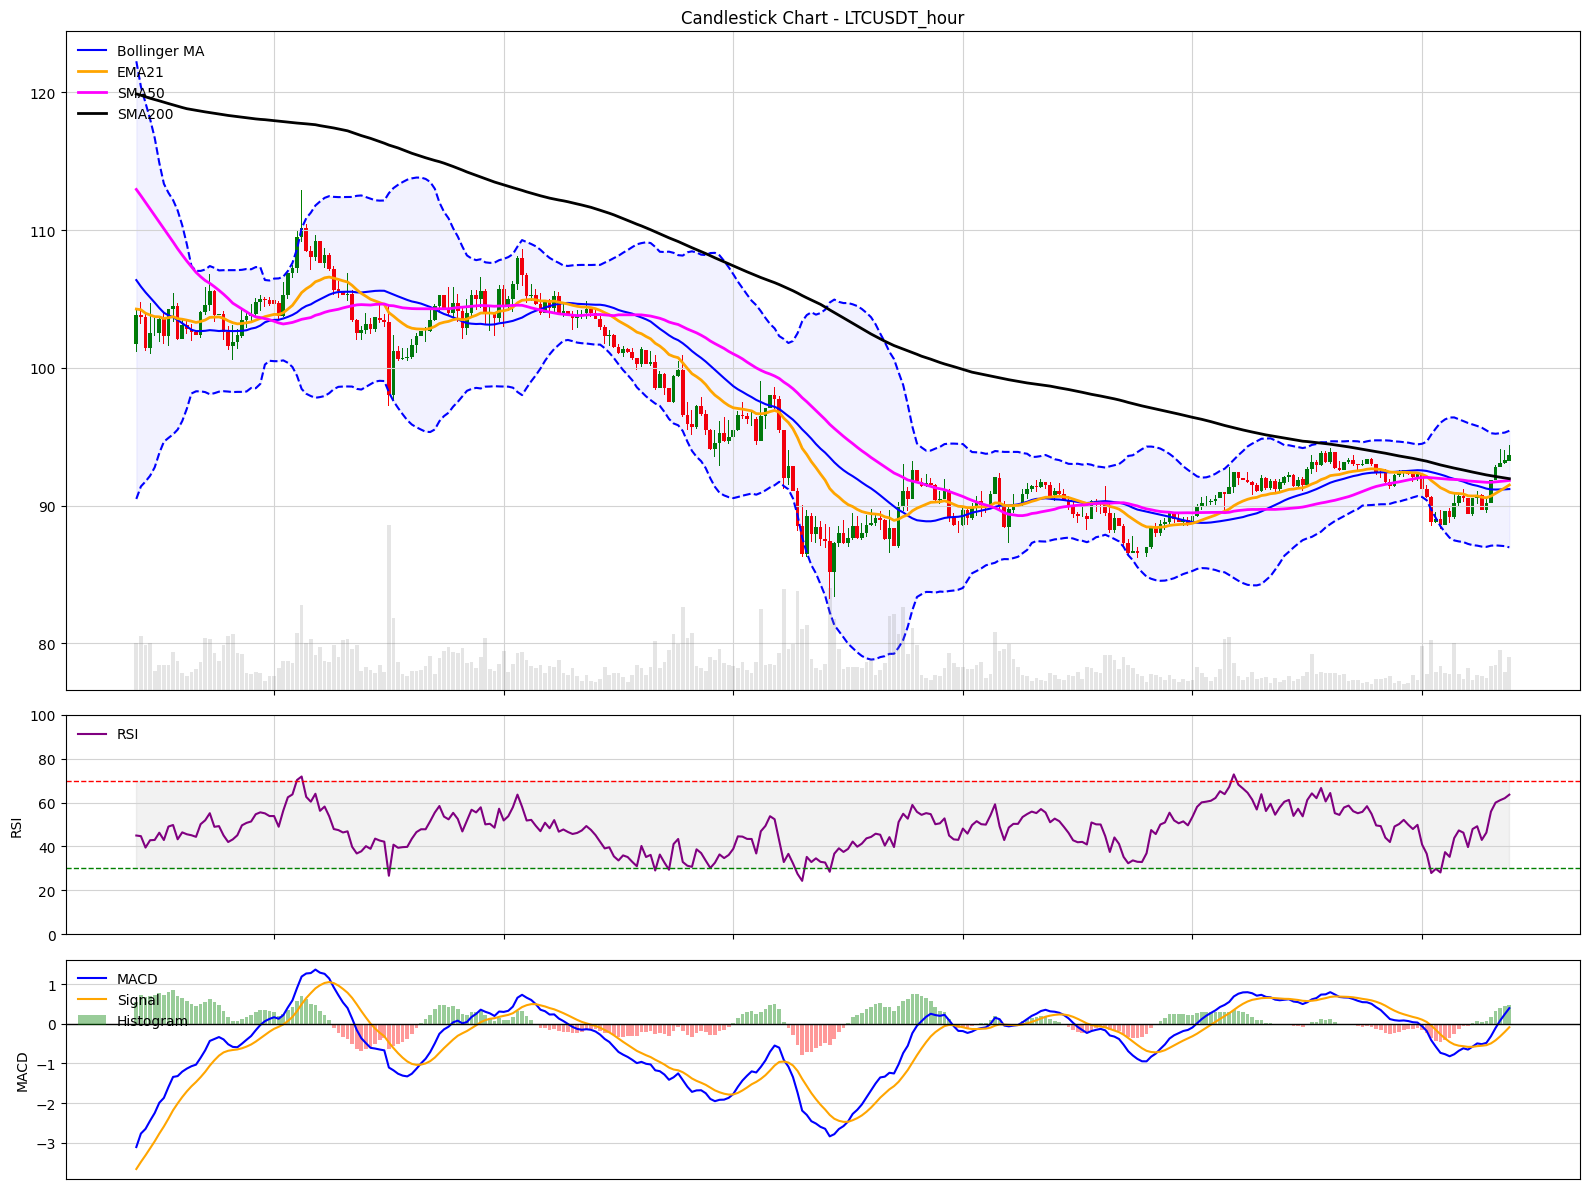 Candlestick Chart - LTCUSDT_hour
Bollinger MA
EMA21
SMA50
SMA200
120
110
100
90
80
RSI
100
80
60
40
20
0
RSI
MACD
Signal
Histogram
1
0
−1
−2
−3
MACD